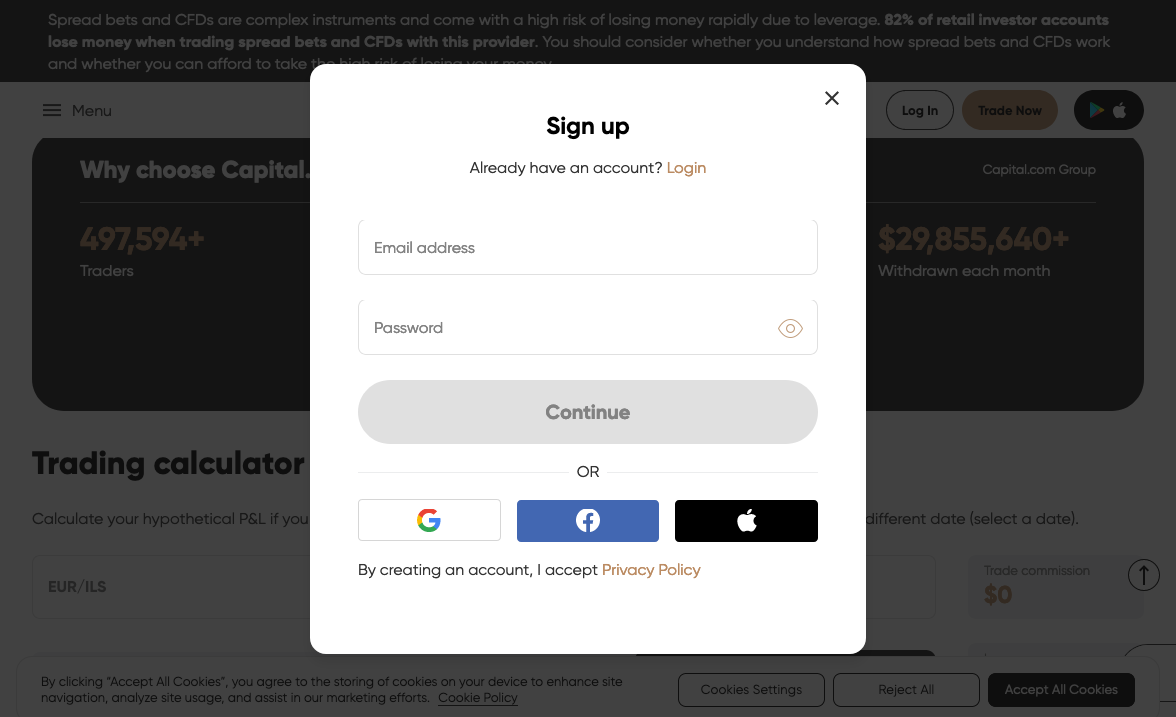 Spread bets and CFDs are complex instruments and come with a high risk of losing money rapidly due to leverage. 82% of retail investor accounts
lose money when trading spread bets and CFDs with this provider. You should consider whether you understand how spread bets and CFDs work
and whether you can afford to take the high risk of losing your money.
Menu
Log In
Trade Now
Why choose Capital.
Capital.com Group
497,594+
Traders
$29,855,640+
Withdrawn each month
Sign up
Already have an account? Login
Email address
Password
Continue
OR
By creating an account, I accept Privacy Policy
Trading calculator
Calculate your hypothetical P&L if you
different date (select a date).
EUR/ILS
Trade commission
$0
By clicking “Accept All Cookies”, you agree to the storing of cookies on your device to enhance site
navigation, analyze site usage, and assist in our marketing efforts. Cookie Policy
Cookies Settings
Reject All
Accept All Cookies